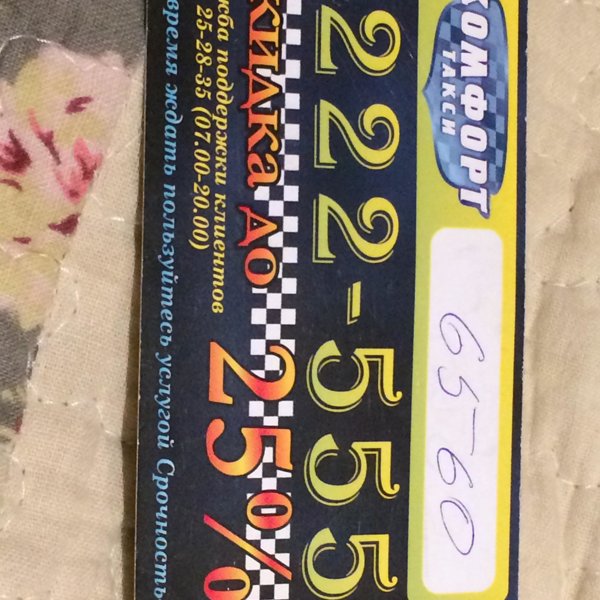 КОМФОРТ
ТАКСИ
65-60
222-555
скидка до 25%
жба поддержки клиентов
25-28-35 (07.00-20.00)
время ждать пользуйтесь услугой Срочность